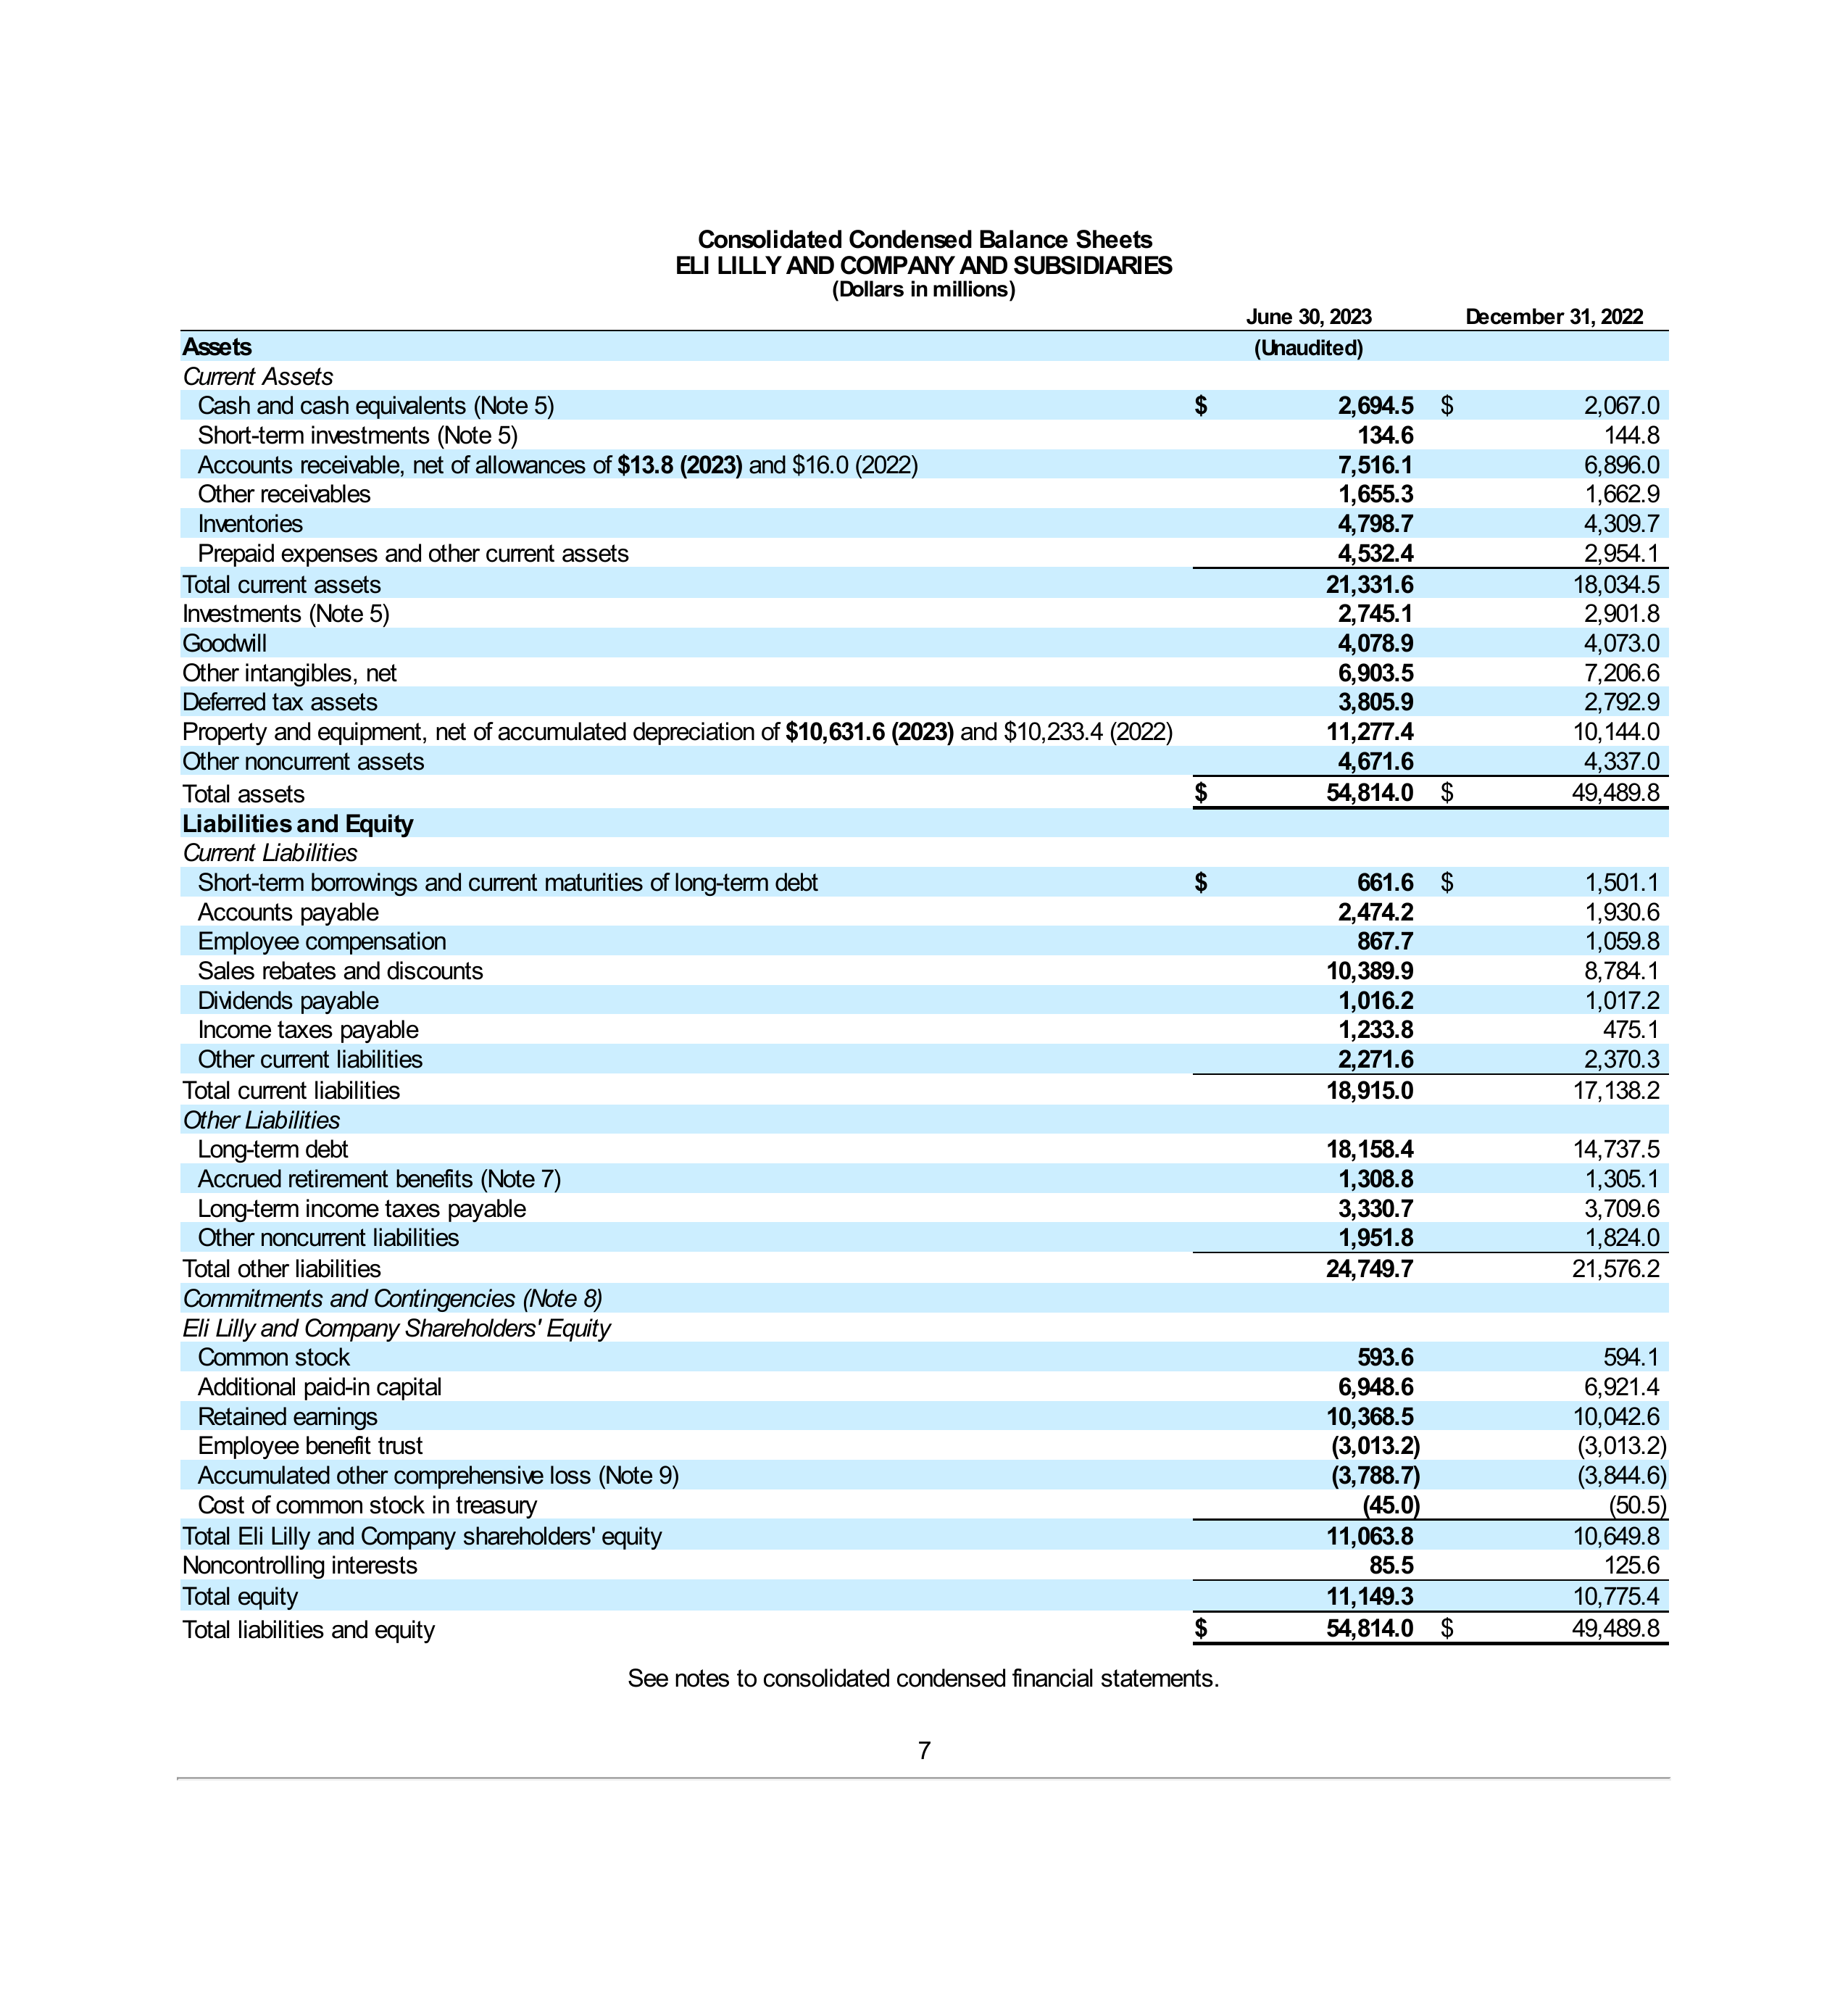 Consolidated Condensed Balance Sheets
ELI LILLY AND COMPANY AND SUBSIDIARIES
(Dollars in millions)
June 30, 2023 December 31, 2022
Assets (Unaudited)
Current Assets
Cash and cash equivalents (Note 5) $ 2,694.5 $ 2,067.0
Short-term investments (Note 5) 134.6 144.8
Accounts receivable, net of allowances of $13.8 (2023) and $16.0 (2022) 7,516.1 6,896.0
Other receivables 1,655.3 1,662.9
Inventories 4,798.7 4,309.7
Prepaid expenses and other current assets 4,532.4 2,954.1
Total current assets 21,331.6 18,034.5
Investments (Note 5) 2,745.1 2,901.8
Goodwill 4,078.9 4,073.0
Other intangibles, net 6,903.5 7,206.6
Deferred tax assets 3,805.9 2,792.9
Property and equipment, net of accumulated depreciation of $10,631.6 (2023) and $10,233.4 (2022) 11,277.4 10,144.0
Other noncurrent assets 4,671.6 4,337.0
Total assets $ 54,814.0 $ 49,489.8
Liabilities and Equity
Current Liabilities
Short-term borrowings and current maturities of long-term debt $ 661.6 $ 1,501.1
Accounts payable 2,474.2 1,930.6
Employee compensation 867.7 1,059.8
Sales rebates and discounts 10,389.9 8,784.1
Dividends payable 1,016.2 1,017.2
Income taxes payable 1,233.8 475.1
Other current liabilities 2,271.6 2,370.3
Total current liabilities 18,915.0 17,138.2
Other Liabilities
Long-term debt 18,158.4 14,737.5
Accrued retirement benefits (Note 7) 1,308.8 1,305.1
Long-term income taxes payable 3,330.7 3,709.6
Other noncurrent liabilities 1,951.8 1,824.0
Total other liabilities 24,749.7 21,576.2
Commitments and Contingencies (Note 8)
Eli Lilly and Company Shareholders' Equity
Common stock 593.6 594.1
Additional paid-in capital 6,948.6 6,921.4
Retained earnings 10,368.5 10,042.6
Employee benefit trust (3,013.2) (3,013.2)
Accumulated other comprehensive loss (Note 9) (3,788.7) (3,844.6)
Cost of common stock in treasury (45.0) (50.5)
Total Eli Lilly and Company shareholders' equity 11,063.8 10,649.8
Noncontrolling interests 85.5 125.6
Total equity 11,149.3 10,775.4
Total liabilities and equity $ 54,814.0 $ 49,489.8
See notes to consolidated condensed financial statements.
7